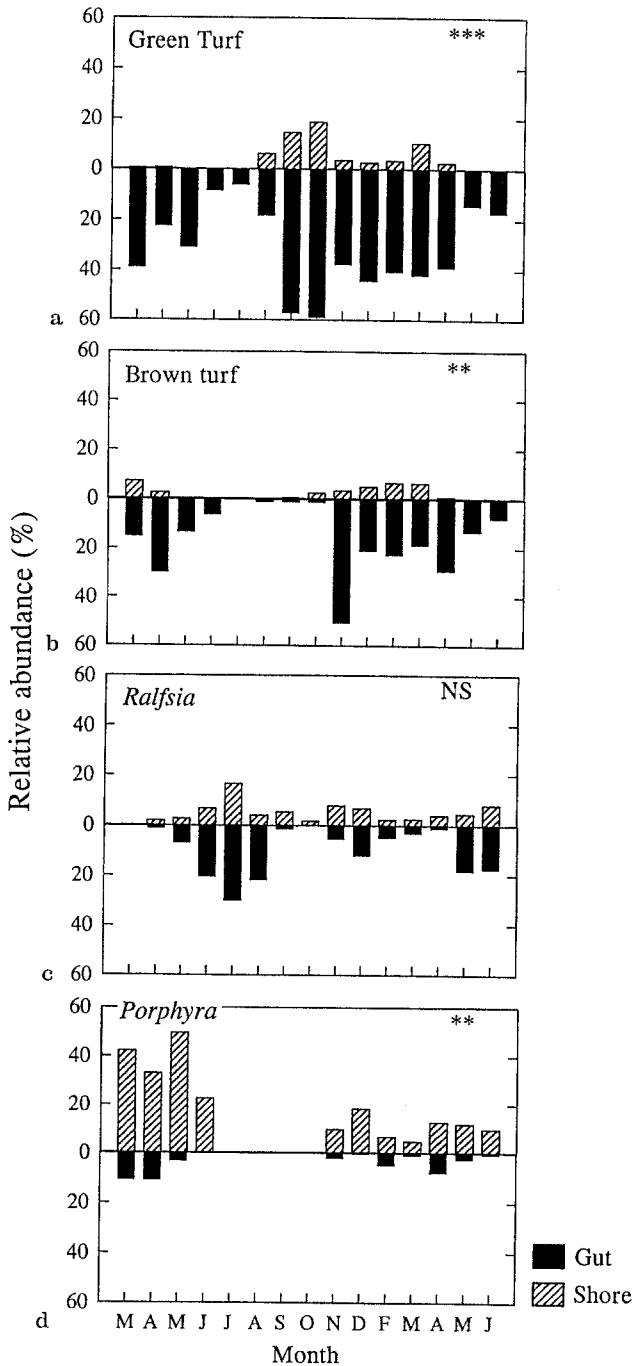 60
Green Turf ***
40
20
0
20
40
a 60
60
Brown turf **
40
20
0
20
40
b 60
60
Ralfsia NS
40
20
0
20
40
c 60
60
Porphyra **
40
20
0
20
40
60
d M A M J J A S O N D F M A M J
Month
Relative abundance (%)
Gut
Shore